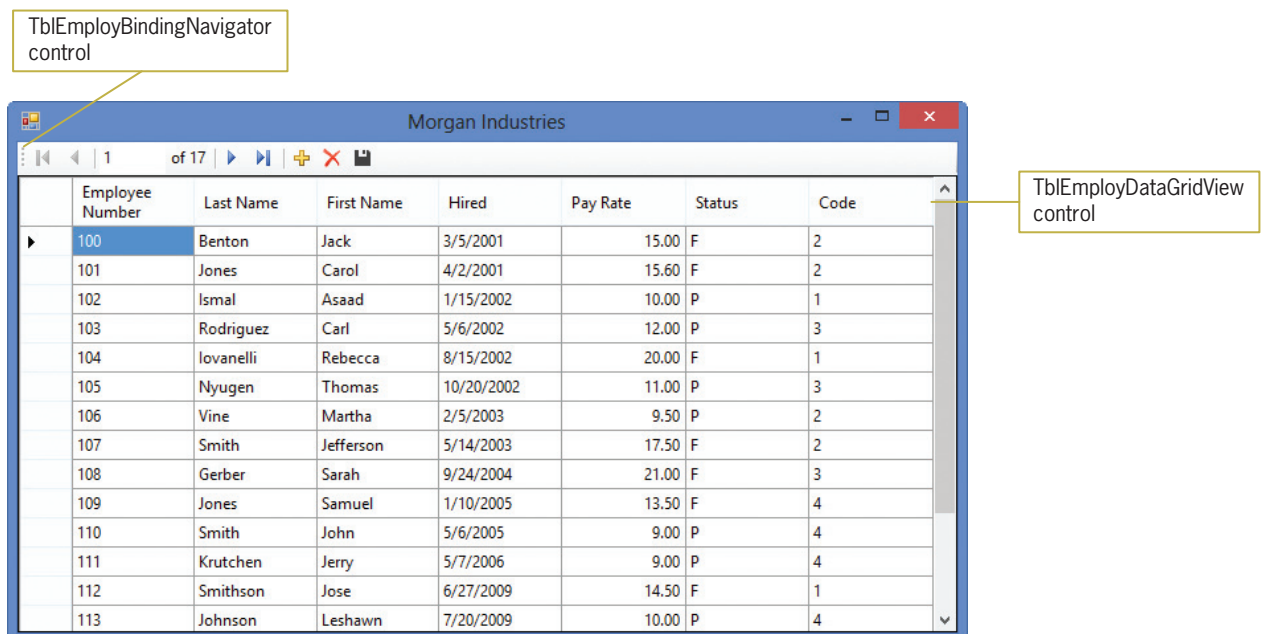 TblEmployBindingNavigator
control
Morgan Industries
1 of 17
Employee Number Last Name First Name Hired Pay Rate Status Code
100 Benton Jack 3/5/2001 15.00 F 2
101 Jones Carol 4/2/2001 15.60 F 2
102 Ismal Asaad 1/15/2002 10.00 P 1
103 Rodriguez Carl 5/6/2002 12.00 P 3
104 Iovanelli Rebecca 8/15/2002 20.00 F 1
105 Nyugen Thomas 10/20/2002 11.00 P 3
106 Vine Martha 2/5/2003 9.50 P 2
107 Smith Jefferson 5/14/2003 17.50 F 2
108 Gerber Sarah 9/24/2004 21.00 F 3
109 Jones Samuel 1/10/2005 13.50 F 4
110 Smith John 5/6/2005 9.00 P 4
111 Krutchen Jerry 5/7/2006 9.00 P 4
112 Smithson Jose 6/27/2009 14.50 F 1
113 Johnson Leshawn 7/20/2009 10.00 P 4
TblEmployDataGridView
control